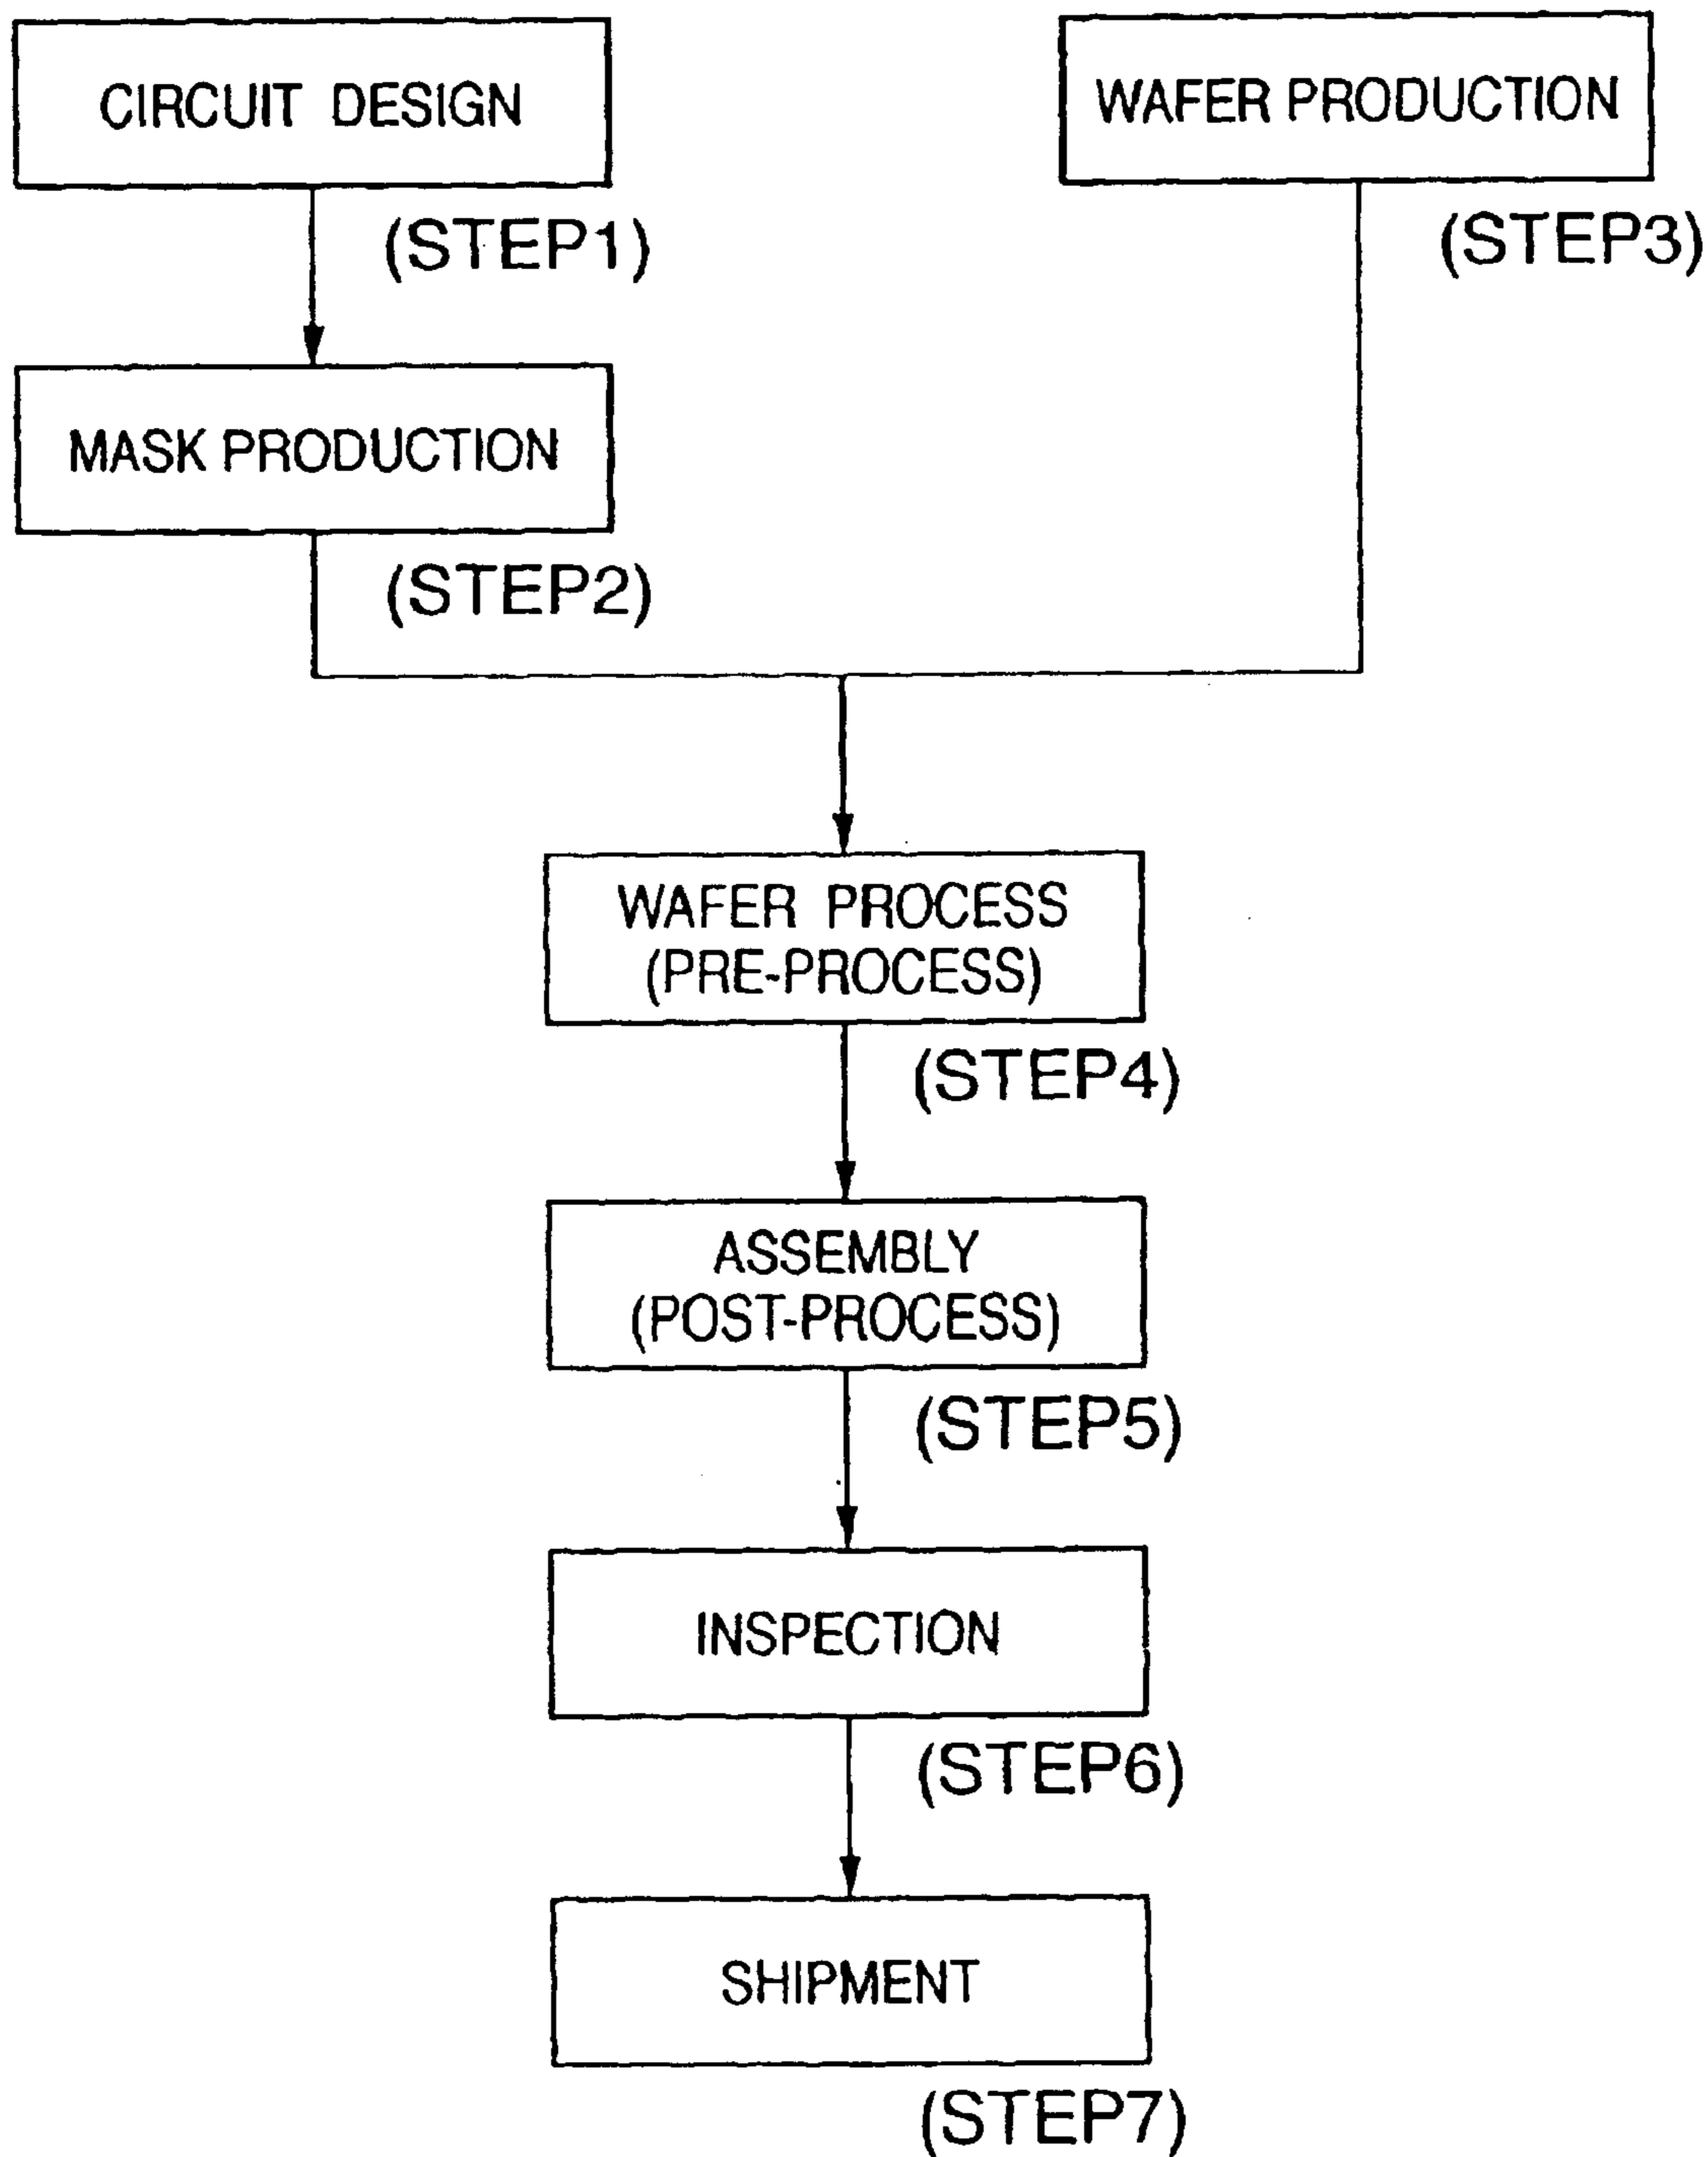 CIRCUIT DESIGN
(STEP1)
MASK PRODUCTION
(STEP2)
WAFER PRODUCTION
(STEP3)
WAFER PROCESS
(PRE-PROCESS)
(STEP4)
ASSEMBLY
(POST-PROCESS)
(STEP5)
INSPECTION
(STEP6)
SHIPMENT
(STEP7)